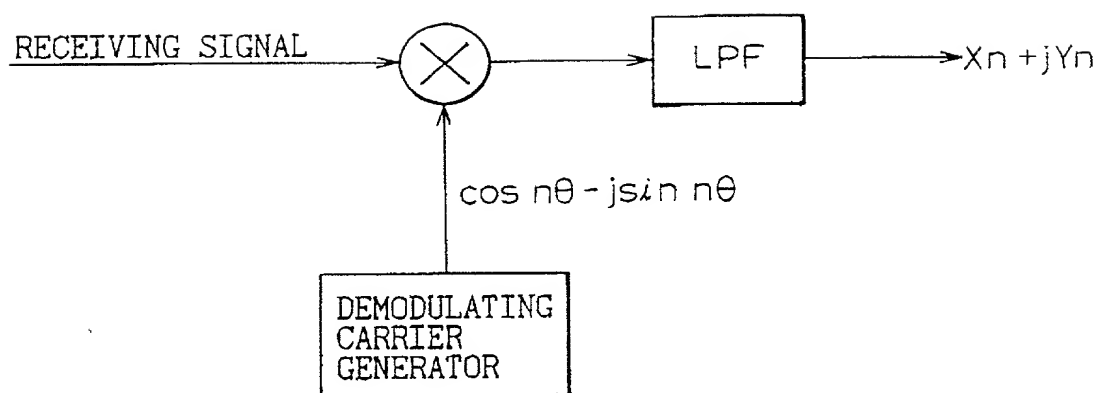 RECEIVING SIGNAL
LPF
Xn +jYn
cos nθ - jsin nθ
DEMODULATING
CARRIER
GENERATOR